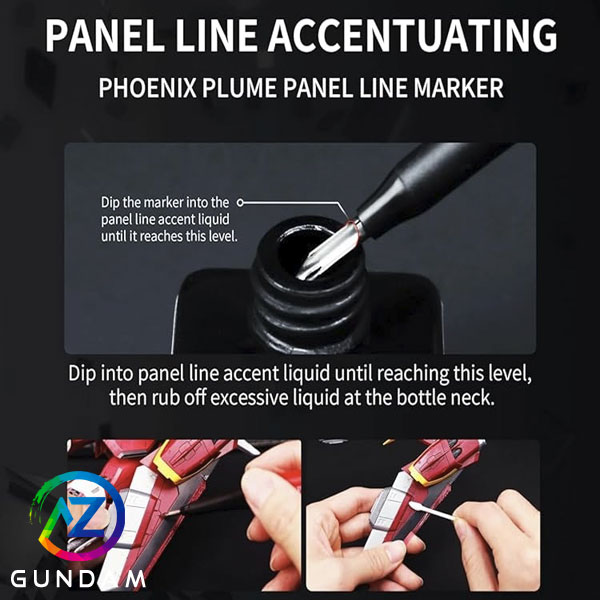 PANEL LINE ACCENTUATING
PHOENIX PLUME PANEL LINE MARKER
Dip the marker into the
panel line accent liquid
until it reaches this level.
Dip into panel line accent liquid until reaching this level,
then rub off excessive liquid at the bottle neck.
AZ
GUNDAM